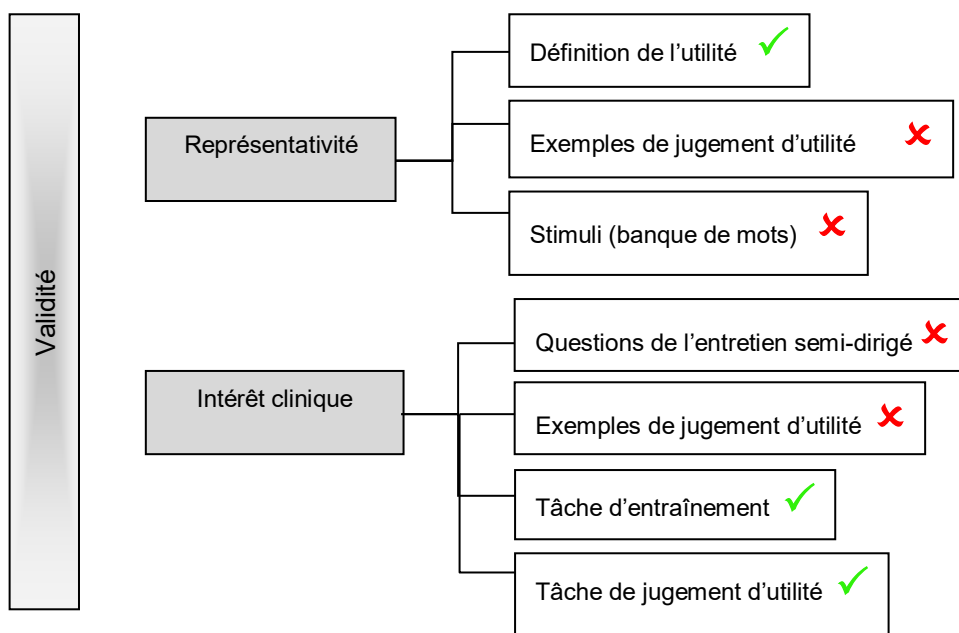 Validité
Représentativité
Définition de l'utilité
Exemples de jugement d'utilité
Stimuli (banque de mots)
Intérêt clinique
Questions de l'entretien semi-dirigé
Exemples de jugement d'utilité
Tâche d'entraînement
Tâche de jugement d'utilité